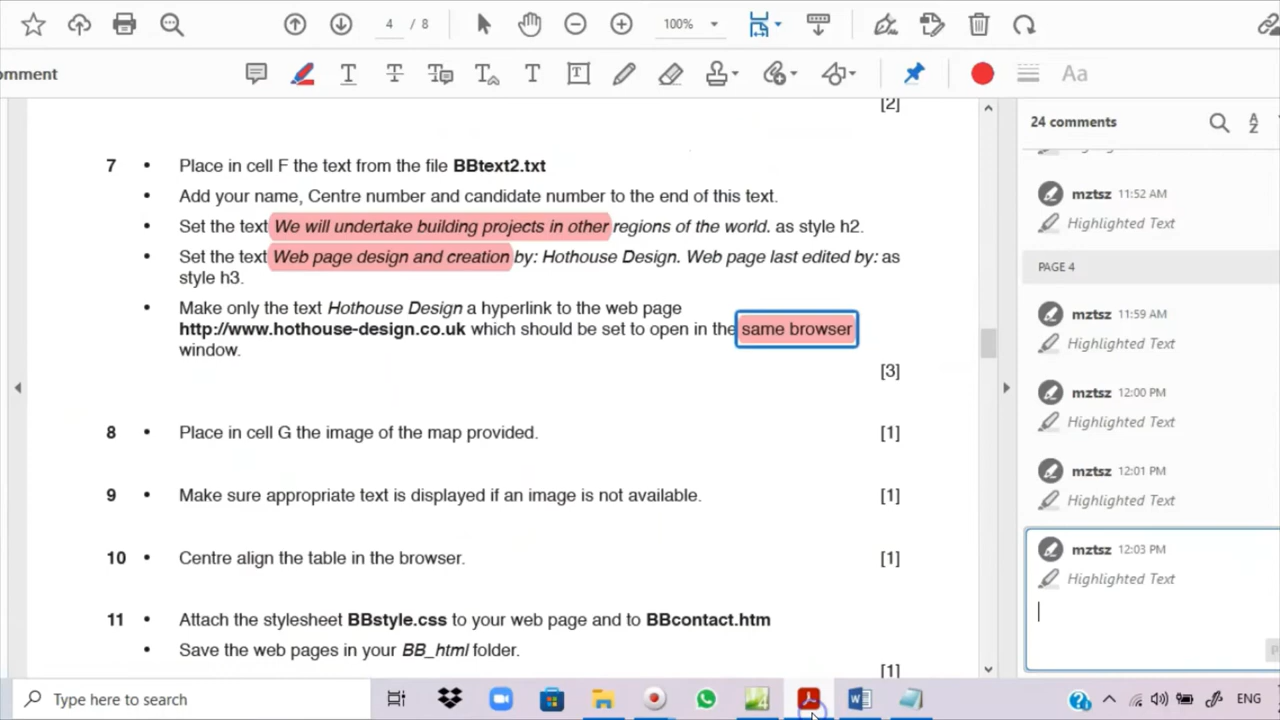 4 / 8
100%
omment
Aa
[2]
24 comments
7 • Place in cell F the text from the file BBtext2.txt
• Add your name, Centre number and candidate number to the end of this text.
• Set the text We will undertake building projects in other regions of the world. as style h2.
• Set the text Web page design and creation by: Hothouse Design. Web page last edited by: as
style h3.
• Make only the text Hothouse Design a hyperlink to the web page
http://www.hothouse-design.co.uk which should be set to open in the same browser
window.
[3]
8 • Place in cell G the image of the map provided. [1]
9 • Make sure appropriate text is displayed if an image is not available. [1]
10 • Centre align the table in the browser. [1]
11 • Attach the stylesheet BBstyle.css to your web page and to BBcontact.htm
• Save the web pages in your BB_html folder.
[1]
mztsz 11:52 AM
Highlighted Text
PAGE 4
mztsz 11:59 AM
Highlighted Text
mztsz 12:00 PM
Highlighted Text
mztsz 12:01 PM
Highlighted Text
mztsz 12:03 PM
Highlighted Text
Type here to search
ENG